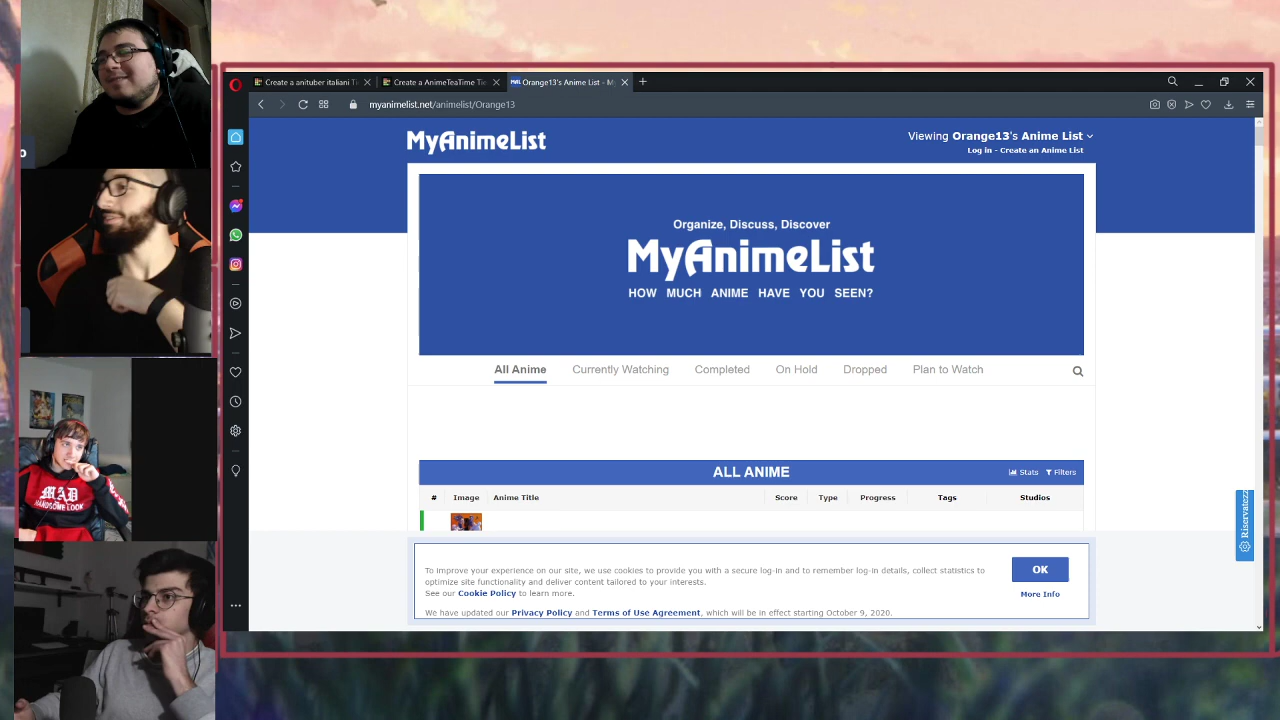 Create a anituber italiani Ti
Create a AnimeTeaTime Tie
Orange13's Anime List - M
myanimelist.net/animelist/Orange13
MyAnimeList
Viewing Orange13's Anime List
Log in - Create an Anime List
Organize, Discuss, Discover
MyAnimeList
HOW MUCH ANIME HAVE YOU SEEN?
All Anime Currently Watching Completed On Hold Dropped Plan to Watch
ALL ANIME
Stats Filters
# Image Anime Title Score Type Progress Tags Studios
Riservatezz
To improve your experience on our site, we use cookies to provide you with a secure log-in and to remember log-in details, collect statistics to
optimize site functionality and deliver content tailored to your interests.
See our Cookie Policy to learn more.
We have updated our Privacy Policy and Terms of Use Agreement, which will be in effect starting October 9, 2020.
OK
More Info
MAD
HANDSOME LOOK
o